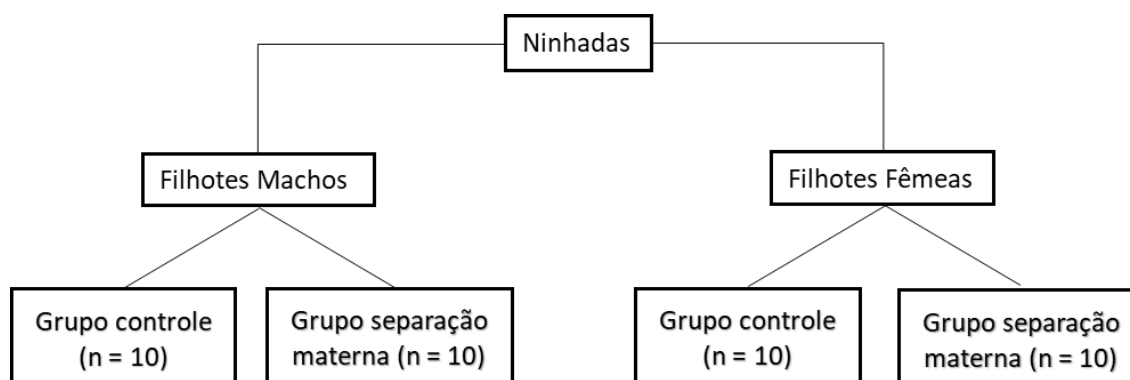 Ninhadas
Filhotes Machos
Filhotes Fêmeas
Grupo controle
(n = 10)
Grupo separação
materna (n = 10)
Grupo controle
(n = 10)
Grupo separação
materna (n = 10)